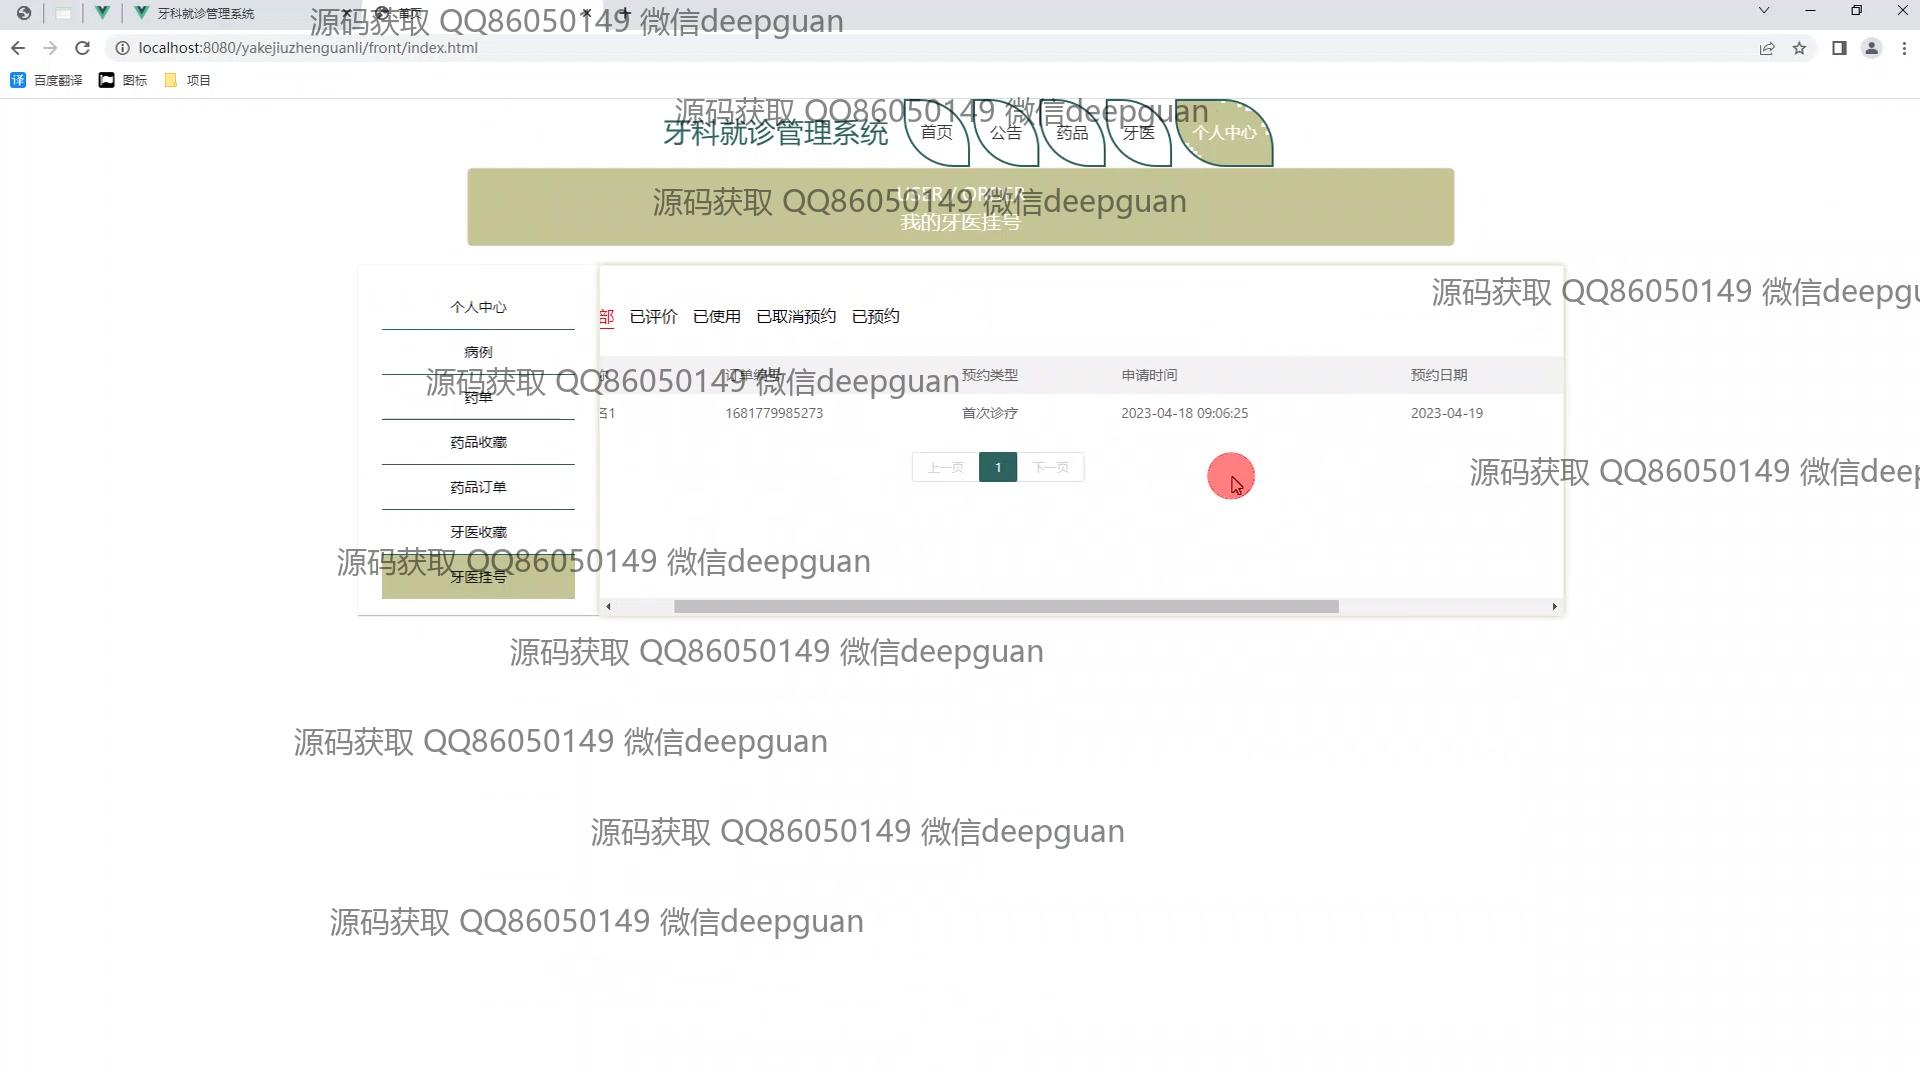 牙科就诊管理系统
首页
源码获取 QQ86050149 微信deepguan
localhost:8080/yakejiuzhenguanli/front/index.html
百度翻译 图标 项目
源码获取 QQ86050149 微信deepguan
牙科就诊管理系统 首页 公告 药品 牙医 个人中心
USER / ORDER
源码获取 QQ86050149 微信deepguan
我的牙医挂号
源码获取 QQ86050149 微信deepgu
个人中心
病例
药单
药品收藏
药品订单
牙医收藏
牙医挂号
部 已评价 已使用 已取消预约 已预约
订单编号 预约类型 申请时间 预约日期
源码获取 QQ86050149 微信deepguan
名1 1681779985273 首次诊疗 2023-04-18 09:06:25 2023-04-19
上一页 1 下一页
源码获取 QQ86050149 微信deep
源码获取 QQ86050149 微信deepguan
源码获取 QQ86050149 微信deepguan
源码获取 QQ86050149 微信deepguan
源码获取 QQ86050149 微信deepguan
源码获取 QQ86050149 微信deepguan